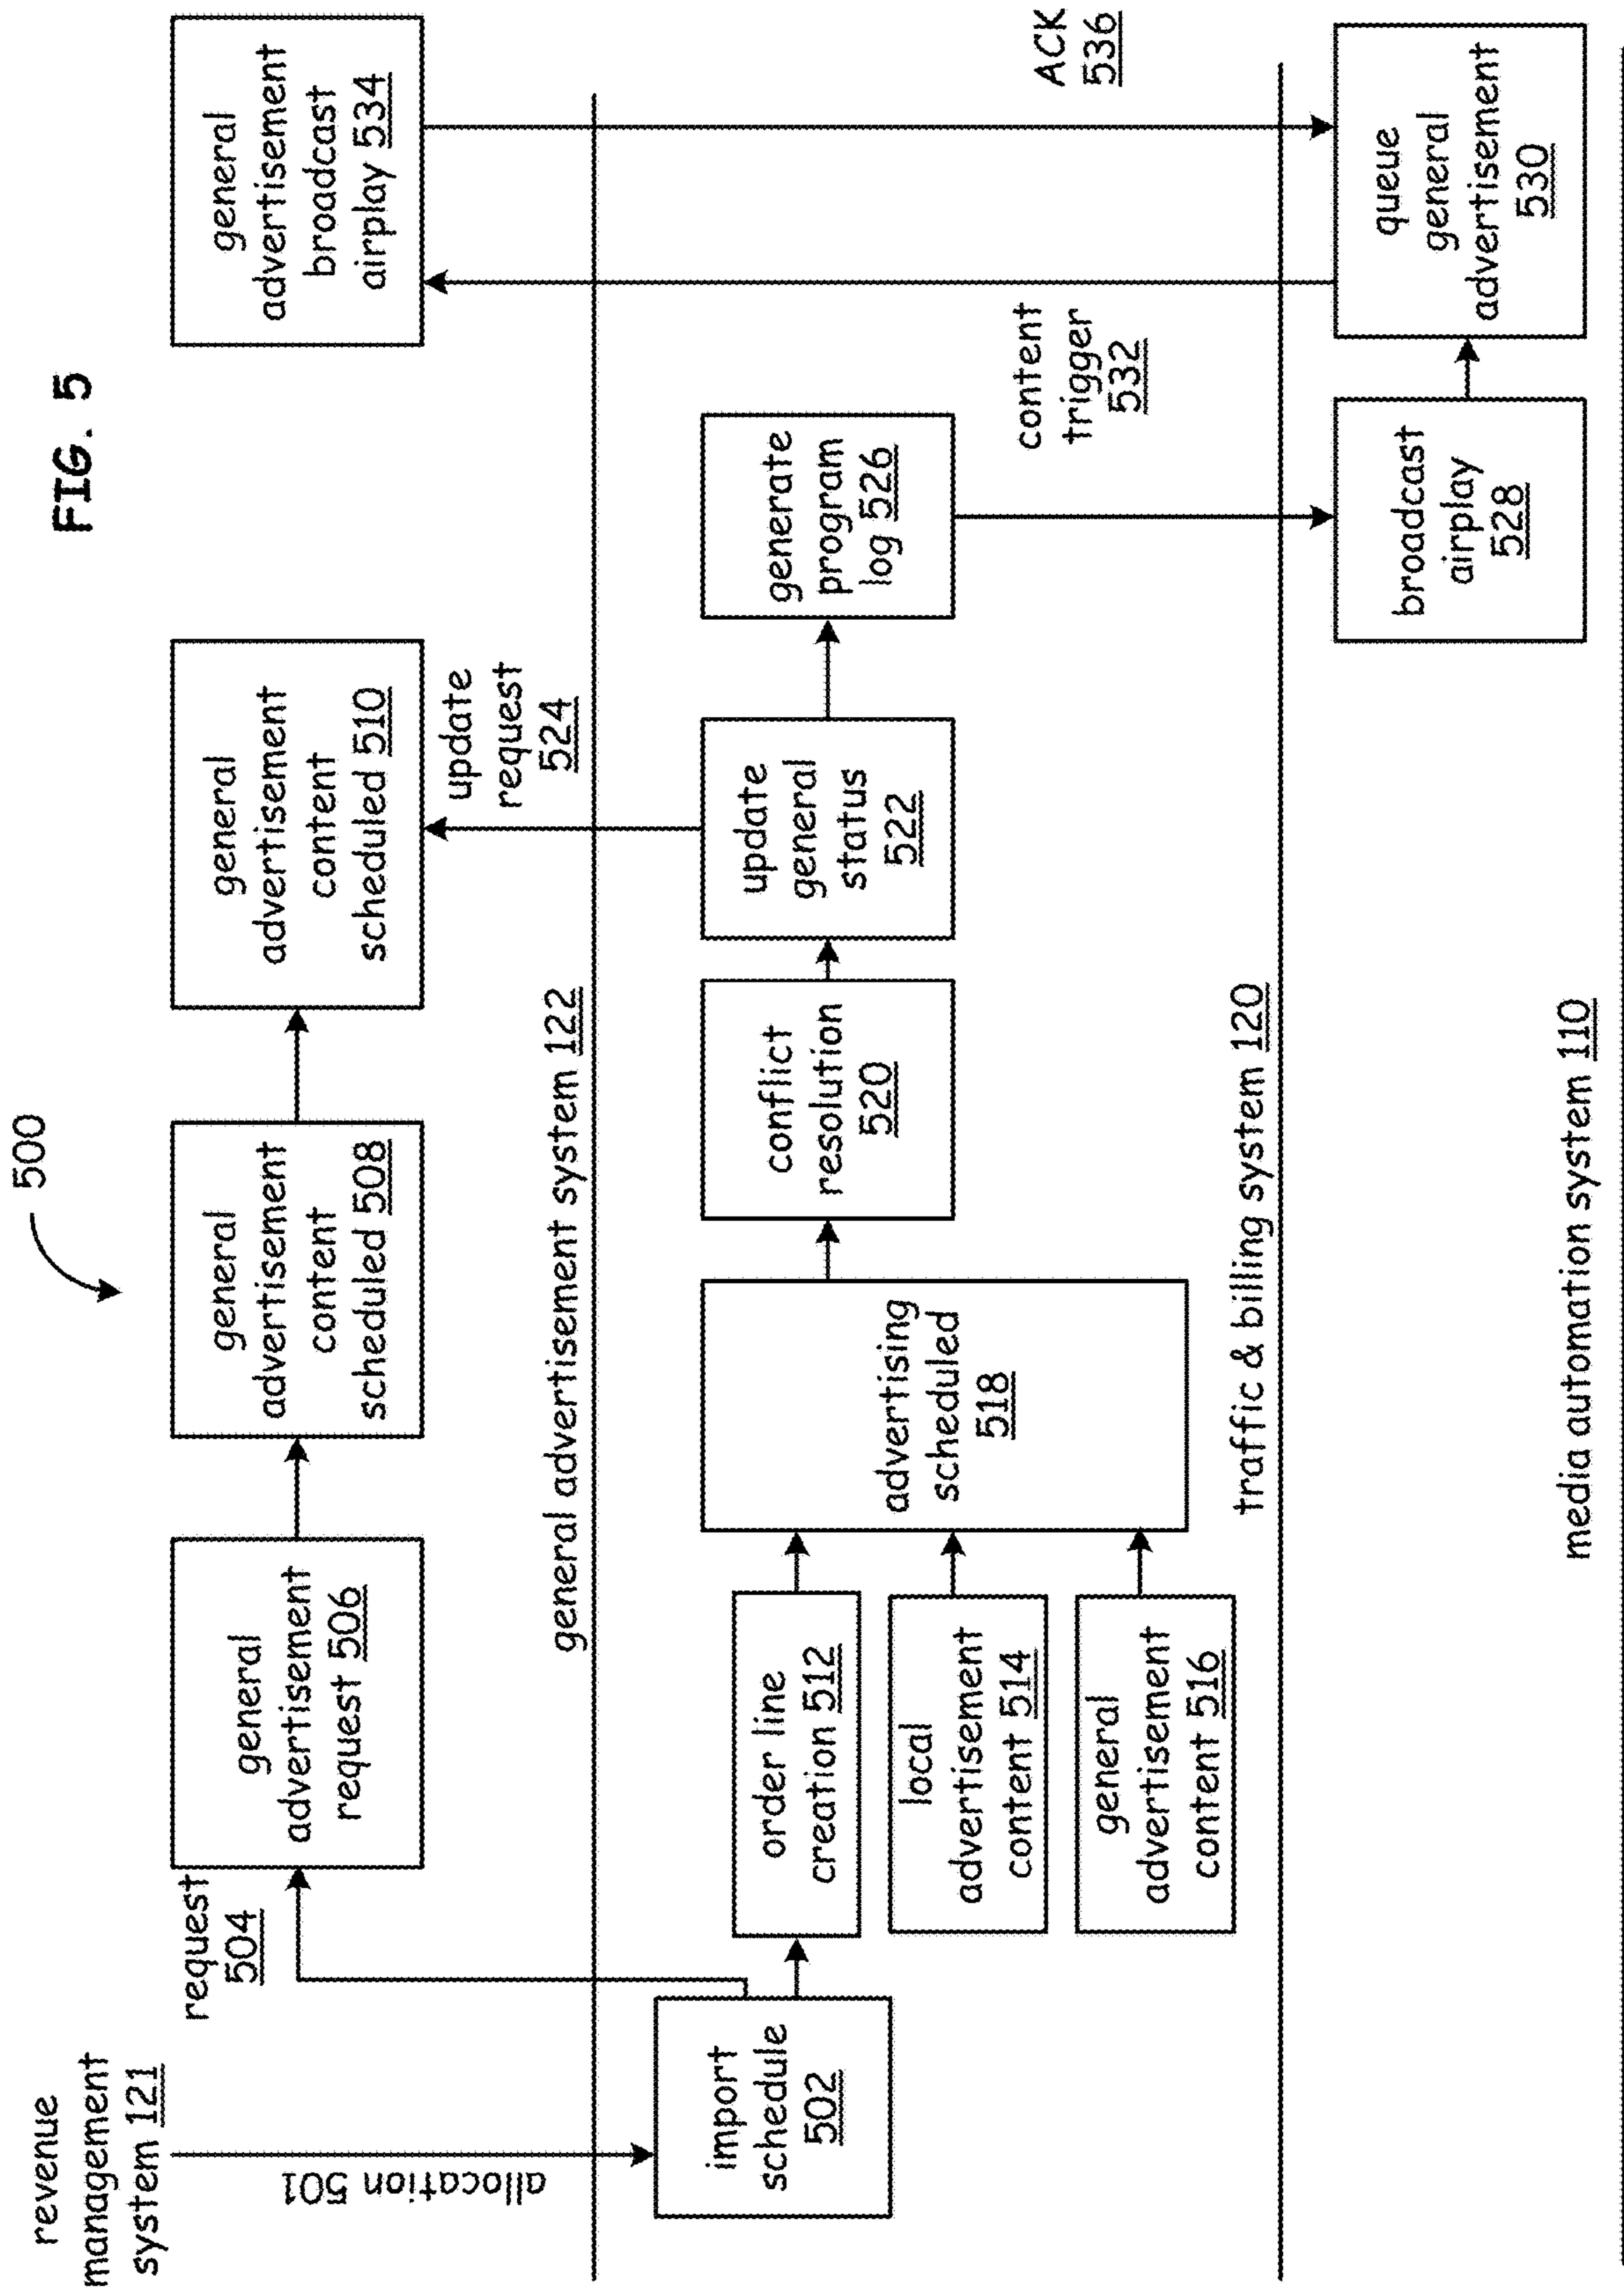 FIG. 5
500
revenue
management
system 121
allocation 501
request
504
general
advertisement
request 506
general
advertisement
content
scheduled 508
general
advertisement
content
scheduled 510
general
advertisement
broadcast
airplay 534
update
request
524
general advertisement system 122
import
schedule
502
order line
creation 512
local
advertisement
content 514
general
advertisement
content 516
advertising
scheduled
518
conflict
resolution
520
update
general
status
522
generate
program
log 526
content
trigger
532
ACK
536
traffic & billing system 120
broadcast
airplay
528
queue
general
advertisement
530
media automation system 110